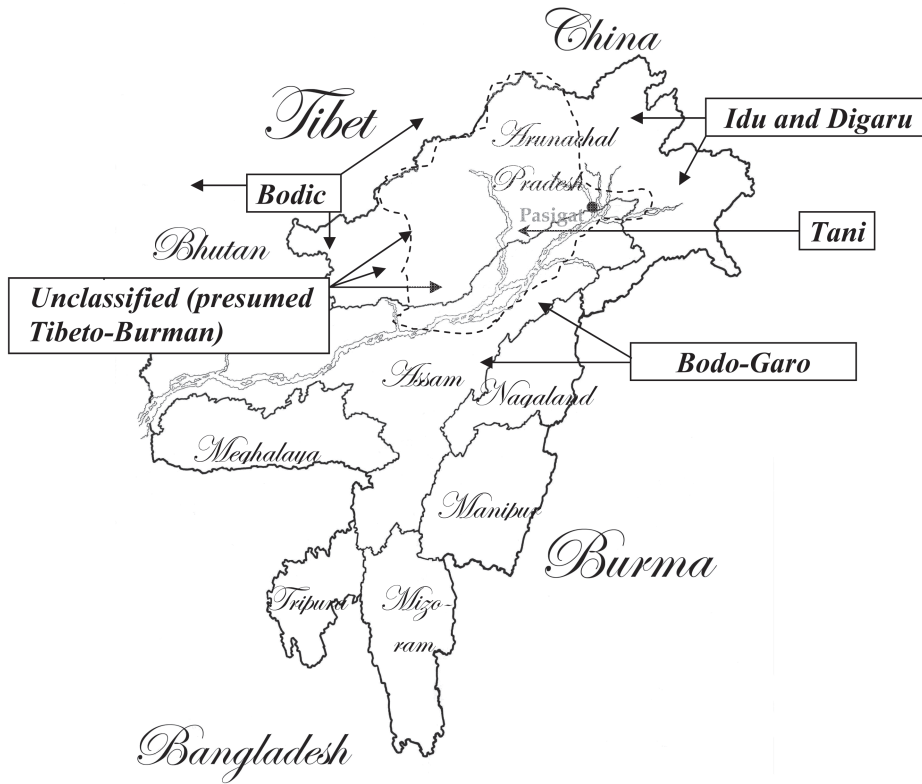 China
Tibet
Idu and Digaru
Arunachal
Pradesh
Bodic
Pasigat
Tani
Bhutan
Unclassified (presumed
Tibeto-Burman)
Bodo-Garo
Assam
Nagaland
Meghalaya
Manipur
Burma
Tripura
Mizo-
ram
Bangladesh